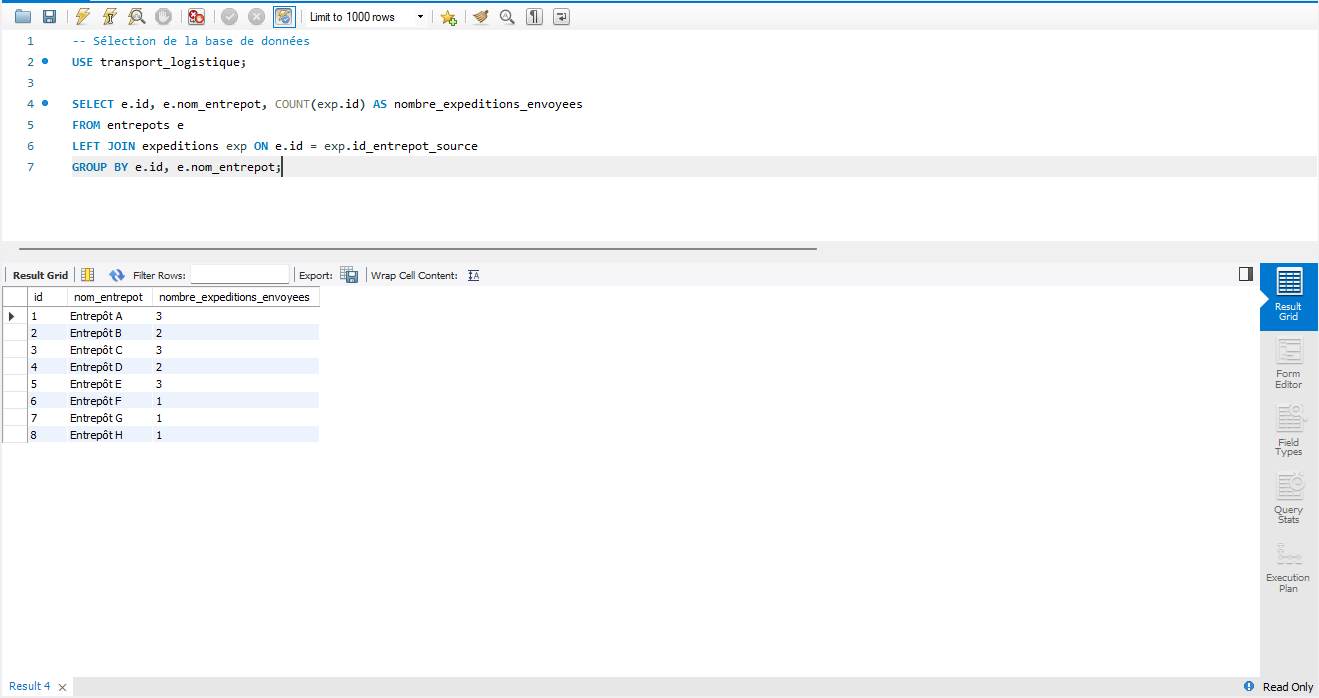 Limit to 1000 rows
1 -- Sélection de la base de données
2 USE transport_logistique;
3
4 SELECT e.id, e.nom_entrepot, COUNT(exp.id) AS nombre_expeditions_envoyees
5 FROM entrepots e
6 LEFT JOIN expeditions exp ON e.id = exp.id_entrepot_source
7 GROUP BY e.id, e.nom_entrepot;
Result Grid Filter Rows: Export: Wrap Cell Content:
id nom_entrepot nombre_expeditions_envoyees
1 Entrepôt A 3
2 Entrepôt B 2
3 Entrepôt C 3
4 Entrepôt D 2
5 Entrepôt E 3
6 Entrepôt F 1
7 Entrepôt G 1
8 Entrepôt H 1
Result
Grid
Form
Editor
Field
Types
Query
Stats
Execution
Plan
Result 4
Read Only